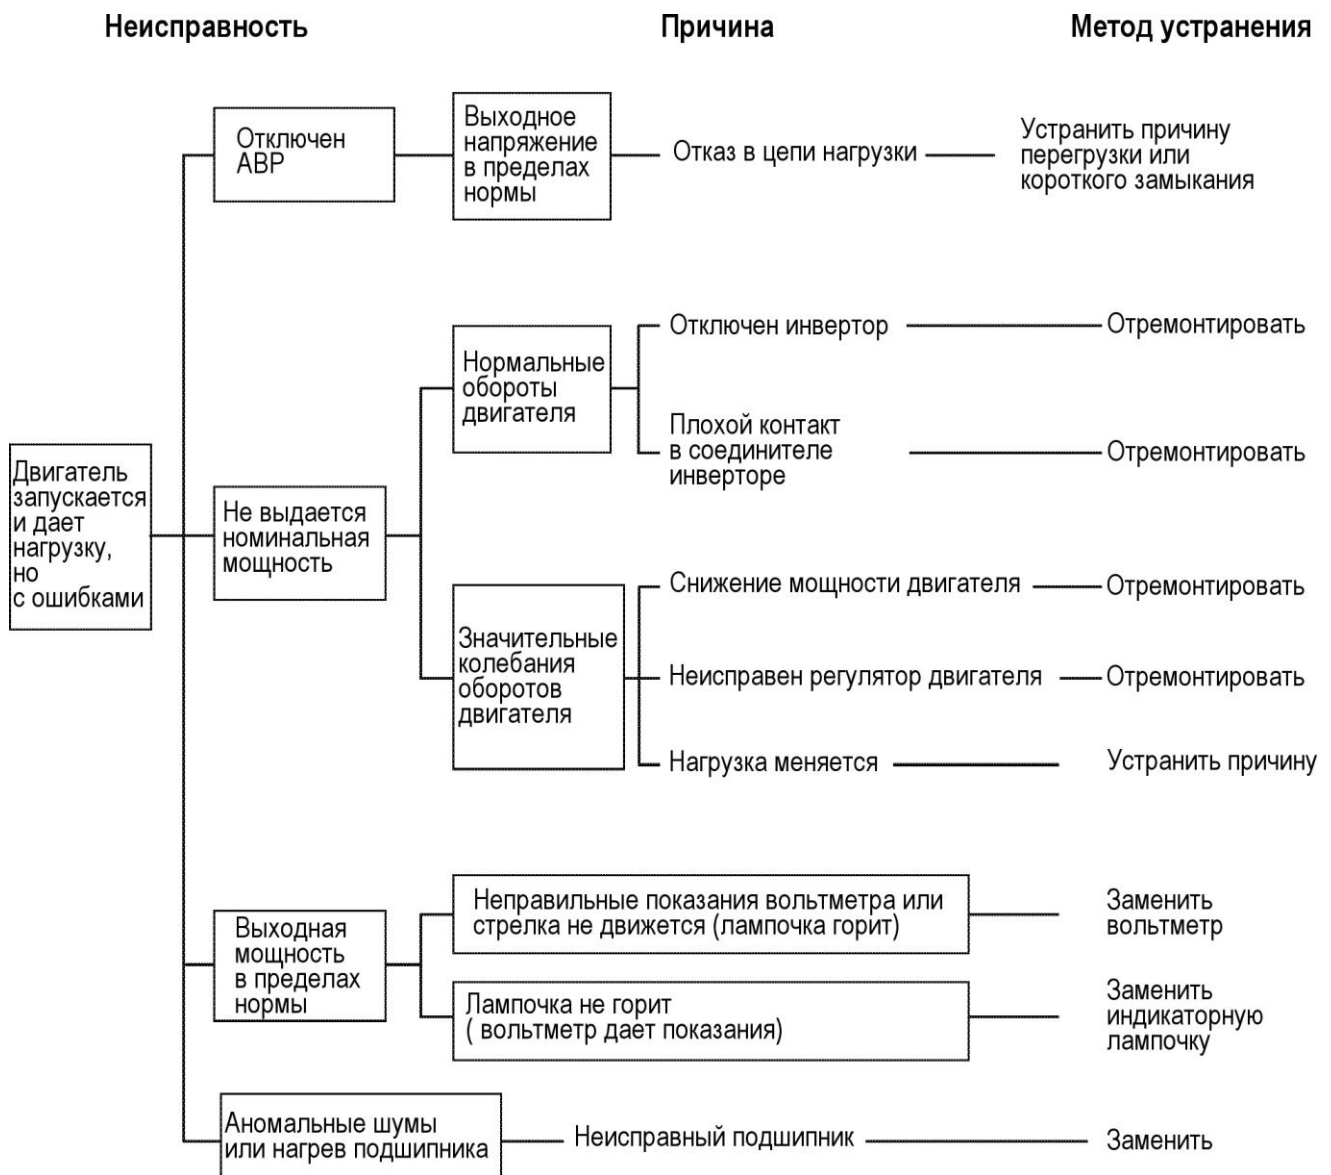 Неисправность
Причина
Метод устранения
Отключен
АВР
Выходное
напряжение
в пределах
нормы
Отказ в цепи нагрузки
Устранить причину
перегрузки или
короткого замыкания
Двигатель
запускается
и дает
нагрузку,
но
с ошибками
Не выдается
номинальная
мощность
Нормальные
обороты
двигателя
Отключен инвертор
Отремонтировать
Плохой контакт
в соединителе
инверторе
Отремонтировать
Значительные
колебания
оборотов
двигателя
Снижение мощности двигателя
Отремонтировать
Неисправен регулятор двигателя
Отремонтировать
Нагрузка меняется
Устранить причину
Выходная
мощность
в пределах
нормы
Неправильные показания вольтметра или
стрелка не движется (лампочка горит)
Заменить
вольтметр
Лампочка не горит
( вольтметр дает показания)
Заменить
индикаторную
лампочку
Аномальные шумы
или нагрев подшипника
Неисправный подшипник
Заменить